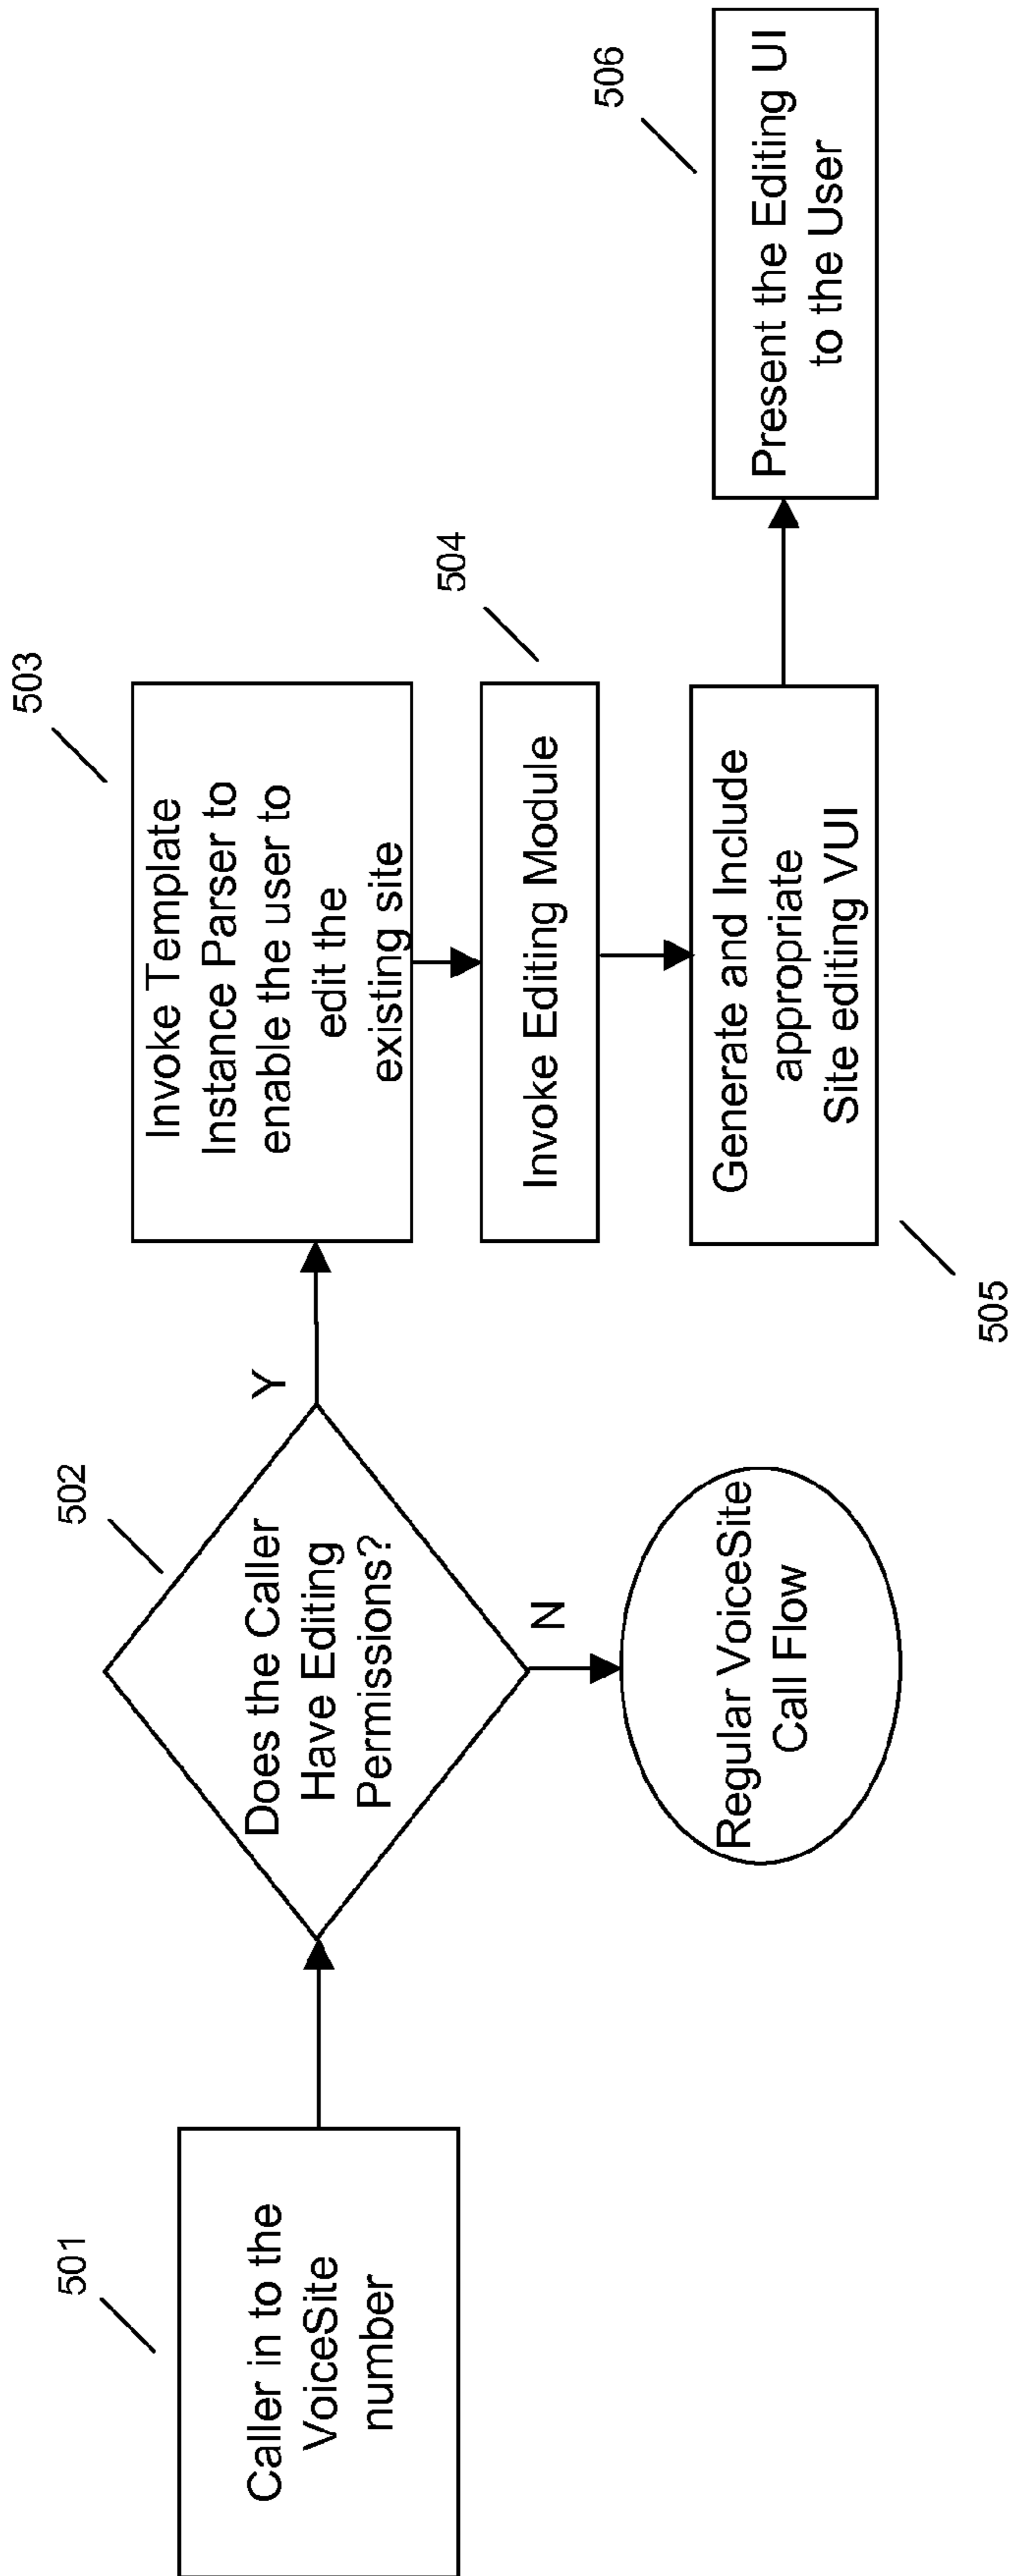 501
Caller in to the
VoiceSite
number
502
Does the Caller
Have Editing
Permissions?
Y
N
Regular VoiceSite
Call Flow
503
Invoke Template
Instance Parser to
enable the user to
edit the
existing site
504
Invoke Editing Module
Generate and Include
appropriate
Site editing VUI
505
506
Present the Editing UI
to the User